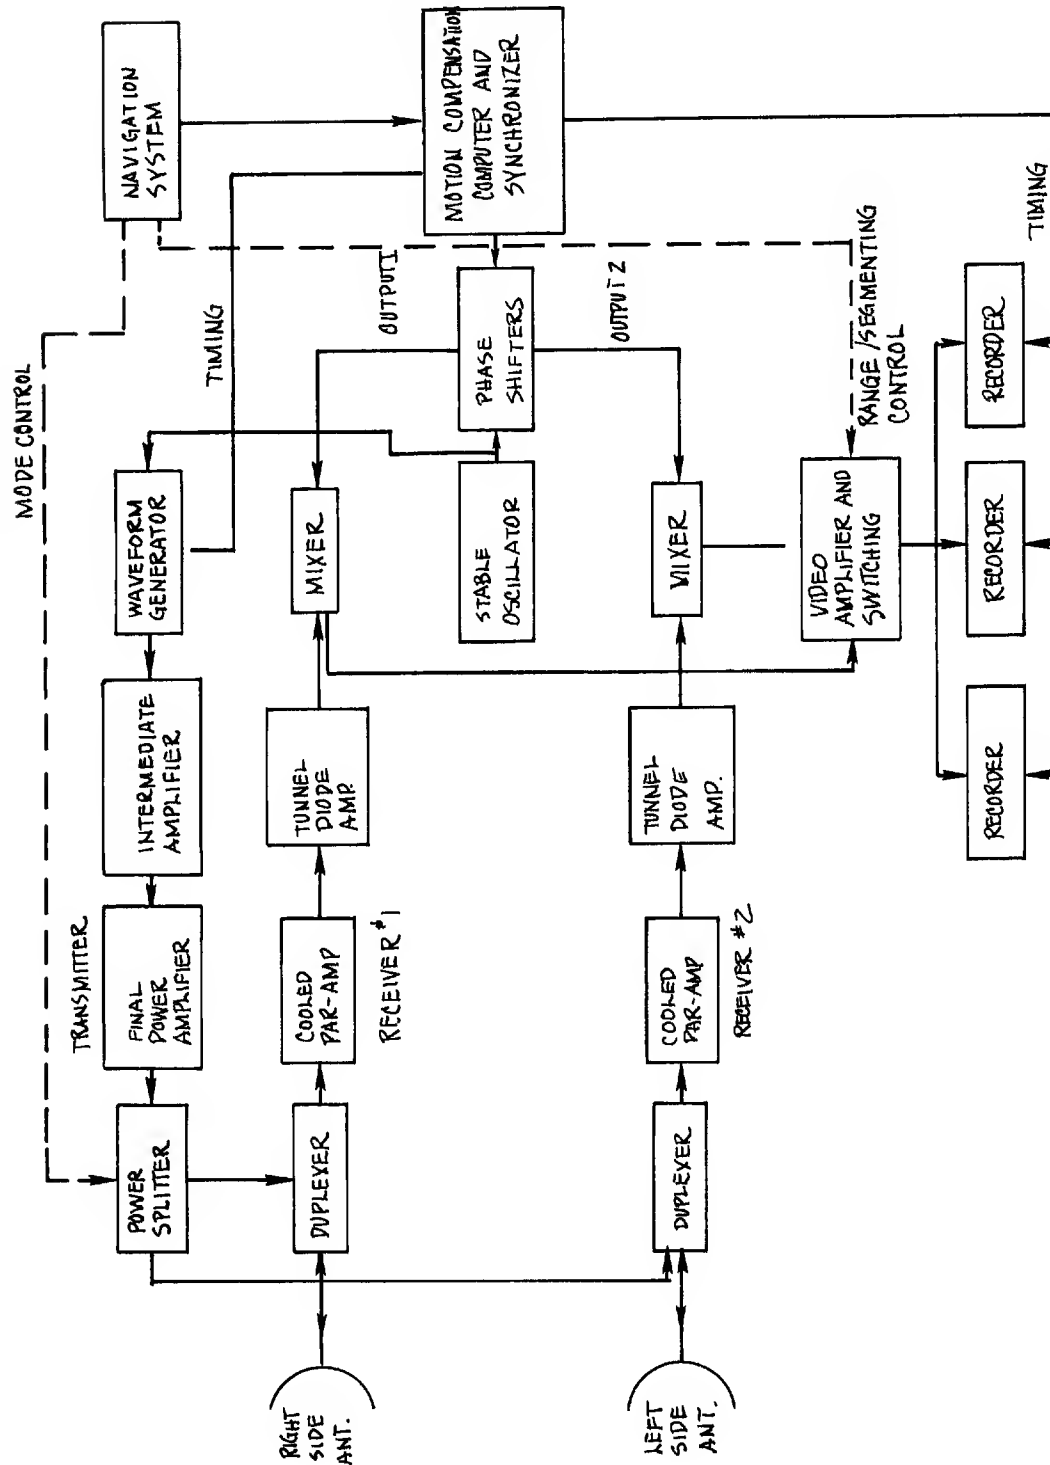 MODE CONTROL
TRANSMITTER
POWER
SPLITTER
FINAL
POWER
AMPLIFIER
INTERMEDIATE
AMPLIFIER
WAVEFORM
GENERATOR
NAVIGATION
SYSTEM
TIMING
RIGHT
SIDE
ANT.
DUPLEXER
COOLED
PAR-AMP
TUNNEL
DIODE
AMP.
MIXER
RECEIVER #1
OUTPUT 1
STABLE
OSCILLATOR
PHASE
SHIFTERS
MOTION COMPENSATION
COMPUTER AND
SYNCHRONIZER
OUTPUT 2
LEFT
SIDE
ANT.
DUPLEXER
COOLED
PAR-AMP
TUNNEL
DIODE
AMP.
MIXER
RECEIVER #2
VIDEO
AMPLIFIER AND
SWITCHING
RANGE/SEGMENTING
CONTROL
RECORDER
RECORDER
RECORDER
TIMING